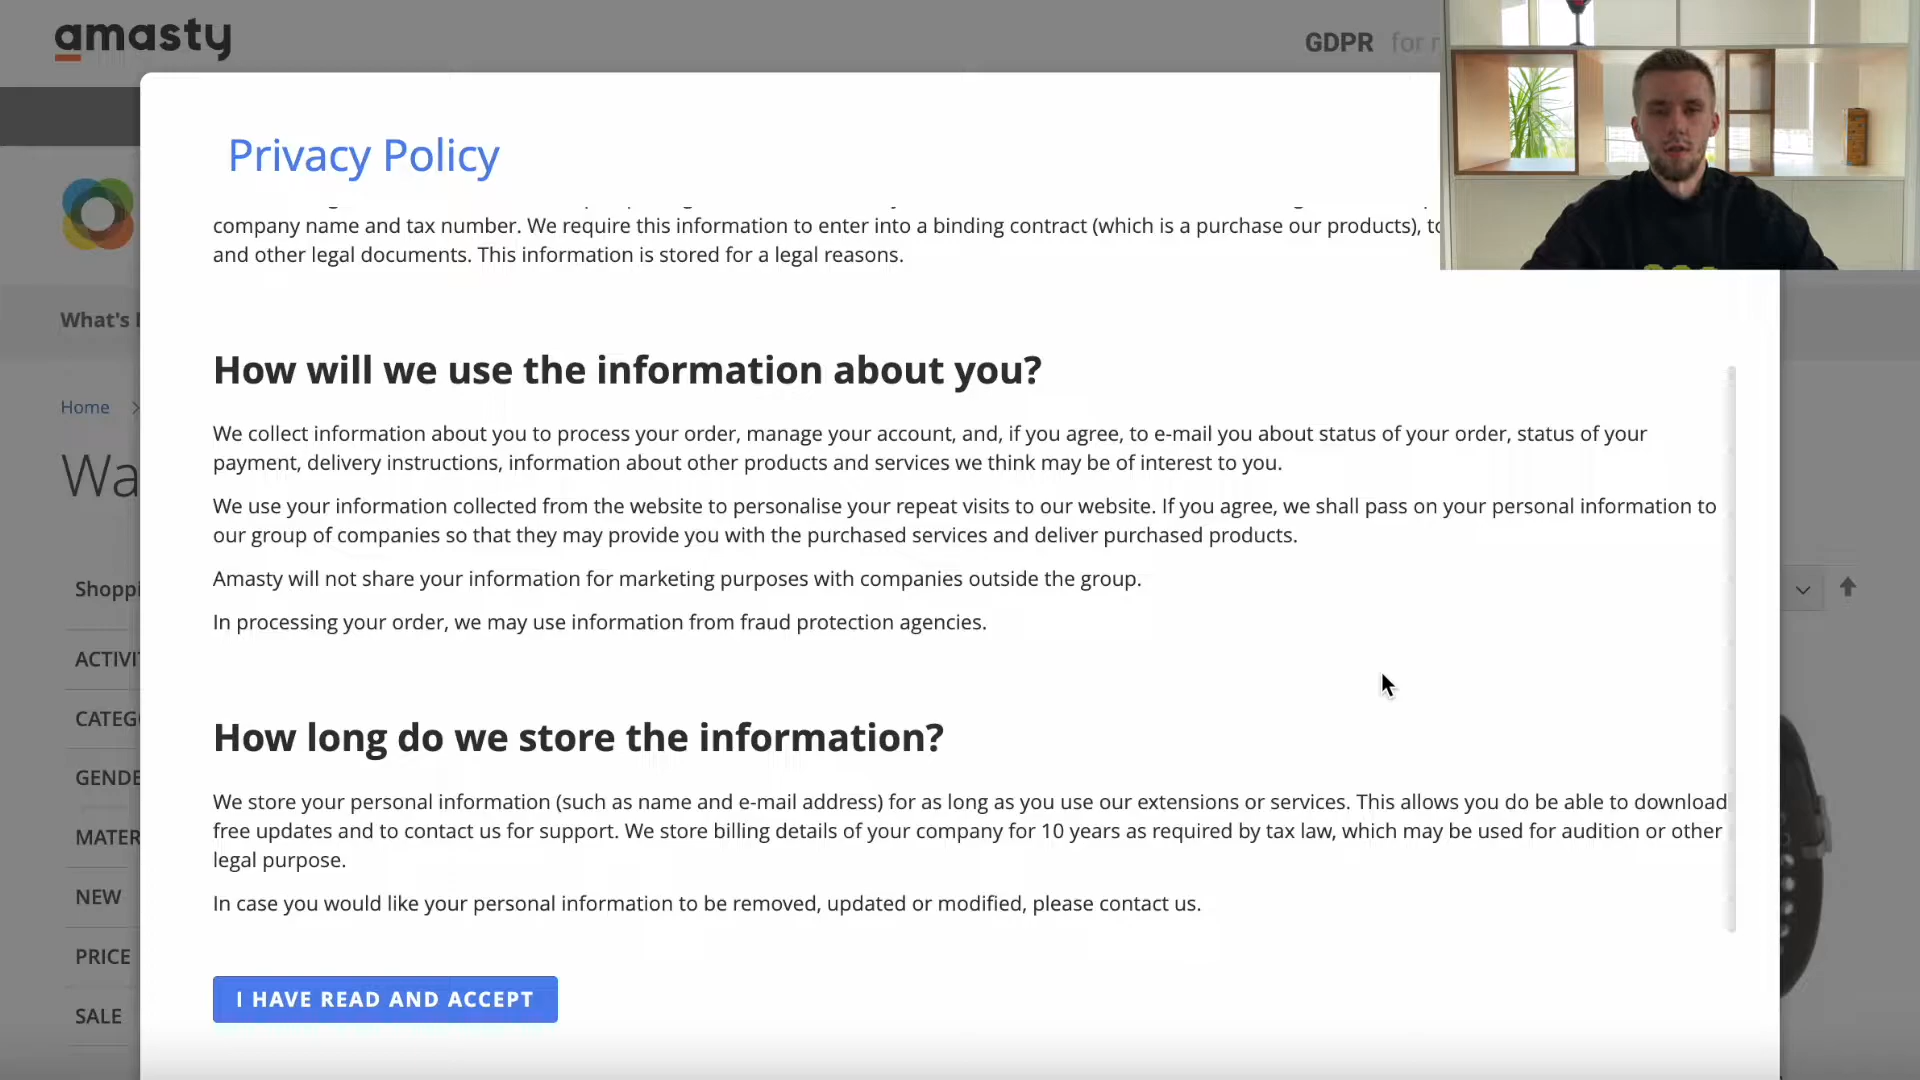 amasty
GDPR for
Privacy Policy
company name and tax number. We require this information to enter into a binding contract (which is a purchase our products),
and other legal documents. This information is stored for a legal reasons.
What's
How will we use the information about you?
Home
We collect information about you to process your order, manage your account, and, if you agree, to e-mail you about status of your order, status of your
payment, delivery instructions, information about other products and services we think may be of interest to you.
Wa
We use your information collected from the website to personalise your repeat visits to our website. If you agree, we shall pass on your personal information to
our group of companies so that they may provide you with the purchased services and deliver purchased products.
Amasty will not share your information for marketing purposes with companies outside the group.
Shoppi
In processing your order, we may use information from fraud protection agencies.
ACTIVI
CATEG
How long do we store the information?
GENDE
We store your personal information (such as name and e-mail address) for as long as you use our extensions or services. This allows you do be able to download
free updates and to contact us for support. We store billing details of your company for 10 years as required by tax law, which may be used for audition or other
legal purpose.
MATER
NEW
In case you would like your personal information to be removed, updated or modified, please contact us.
PRICE
I HAVE READ AND ACCEPT
SALE